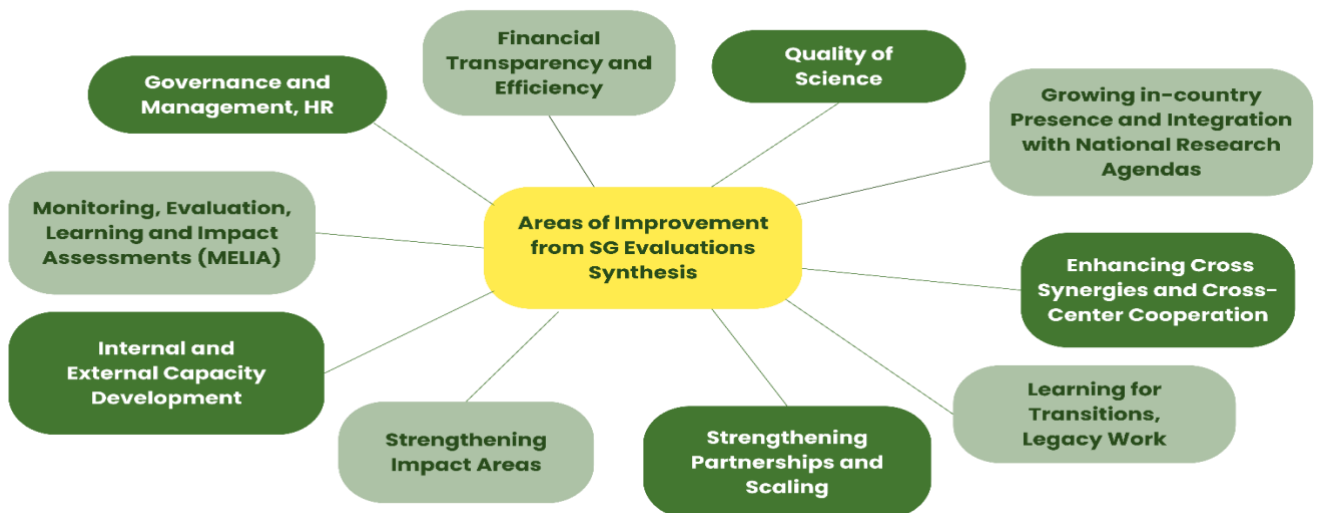 Financial
Transparency and
Efficiency
Quality of
Science
Governance and
Management, HR
Growing in-country
Presence and Integration
with National Research
Agendas
Monitoring, Evaluation,
Learning and Impact
Assessments (MELIA)
Areas of Improvement
from SG Evaluations
Synthesis
Enhancing Cross
Synergies and Cross-
Center Cooperation
Internal and
External Capacity
Development
Learning for
Transitions,
Legacy Work
Strengthening
Impact Areas
Strengthening
Partnerships and
Scaling